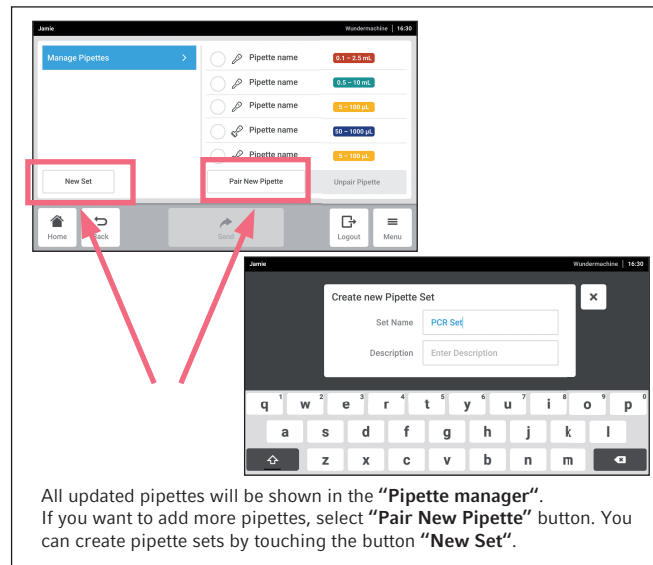 Jamie
Wundermachine | 16:30
Manage Pipettes >
Pipette name 0.1 – 2.5 mL
Pipette name 0.5 – 10 mL
Pipette name 5 – 100 µL
Pipette name 50 – 1000 µL
Pipette name 5 – 100 µL
New Set
Pair New Pipette
Unpair Pipette
Home
Back
Send
Logout
Menu
Jamie
Wundermachine | 16:30
Create new Pipette Set
Set Name PCR Set
Description Enter Description
q 1 w 2 e 3 r 4 t 5 y 6 u 7 i 8 o 9 p 0
a s d f g h j k l
z x c v b n m
All updated pipettes will be shown in the “Pipette manager“.
If you want to add more pipettes, select “Pair New Pipette” button. You
can create pipette sets by touching the button “New Set“.